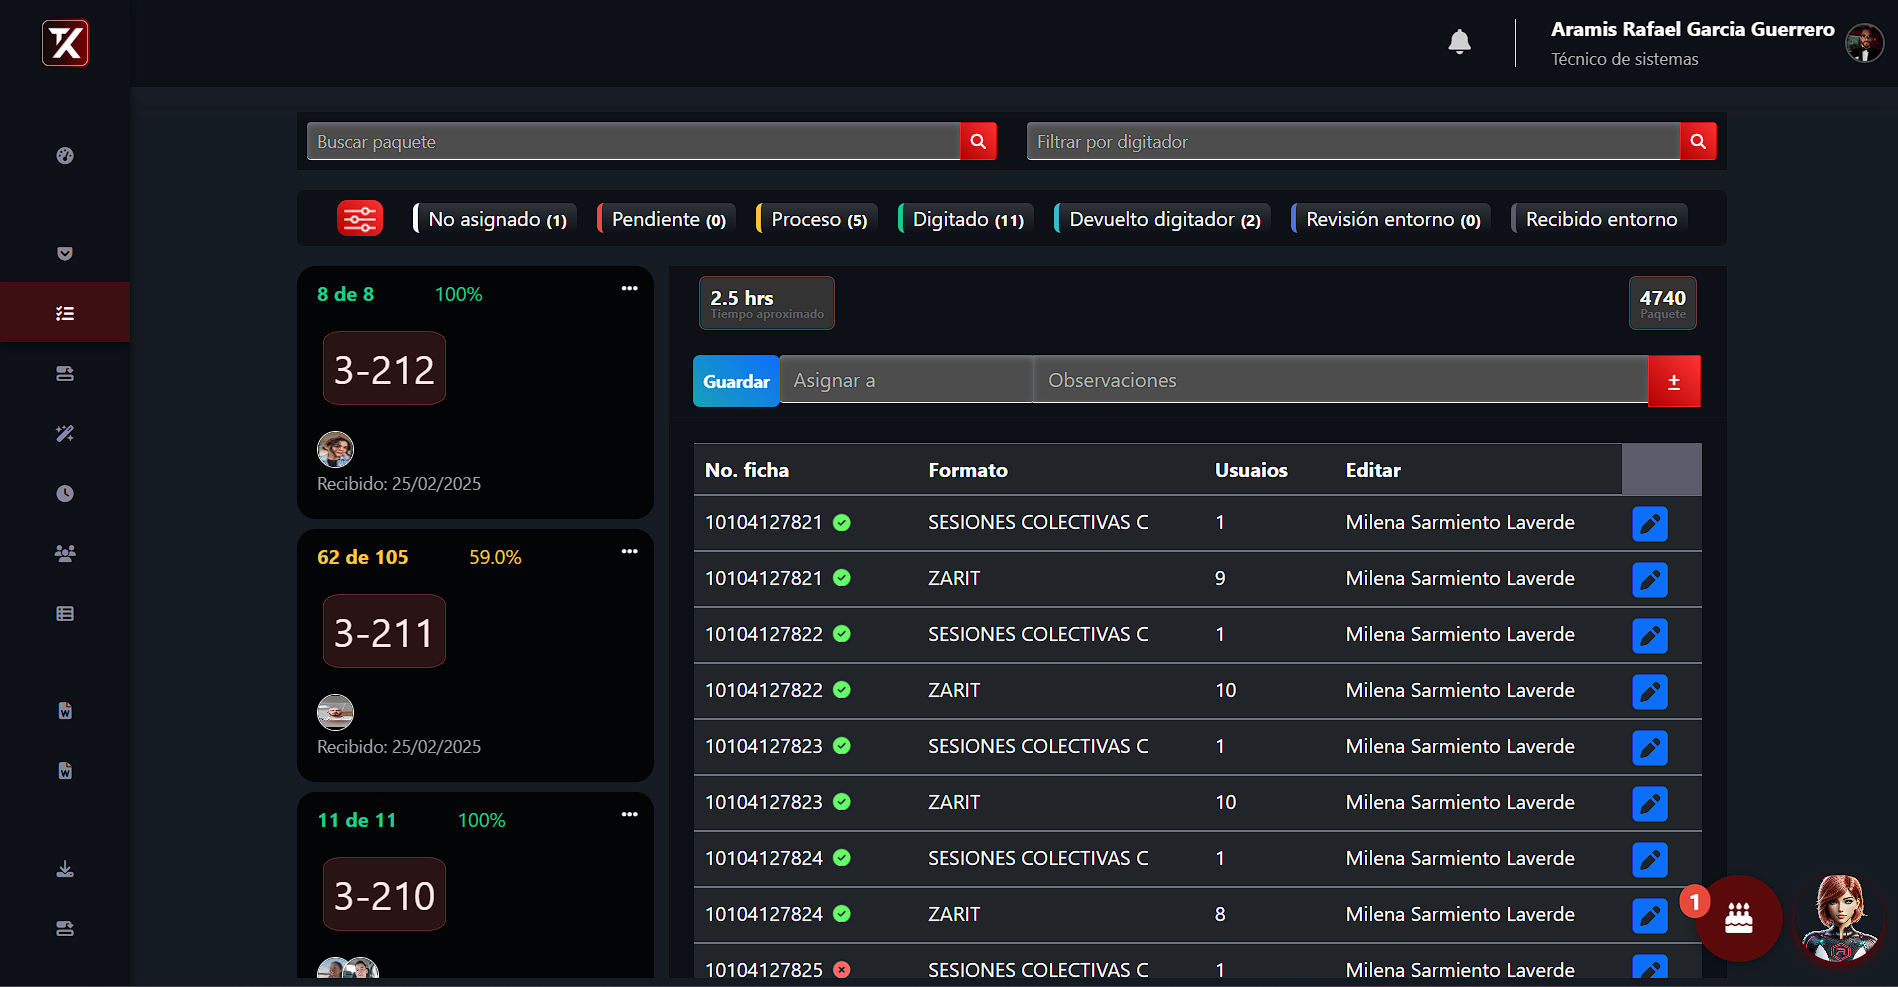 TK
Aramis Rafael Garcia Guerrero
Técnico de sistemas
Buscar paquete
Filtrar por digitador
No asignado (1)
Pendiente (0)
Proceso (5)
Digitado (11)
Devuelto digitador (2)
Revisión entorno (0)
Recibido entorno
8 de 8 100%
3-212
Recibido: 25/02/2025
62 de 105 59.0%
3-211
Recibido: 25/02/2025
11 de 11 100%
3-210
2.5 hrs
Tiempo aproximado
4740
Paquete
Guardar Asignar a Observaciones ±
No. ficha Formato Usuaios Editar
10104127821 SESIONES COLECTIVAS C 1 Milena Sarmiento Laverde
10104127821 ZARIT 9 Milena Sarmiento Laverde
10104127822 SESIONES COLECTIVAS C 1 Milena Sarmiento Laverde
10104127822 ZARIT 10 Milena Sarmiento Laverde
10104127823 SESIONES COLECTIVAS C 1 Milena Sarmiento Laverde
10104127823 ZARIT 10 Milena Sarmiento Laverde
10104127824 SESIONES COLECTIVAS C 1 Milena Sarmiento Laverde
10104127824 ZARIT 8 Milena Sarmiento Laverde
10104127825 SESIONES COLECTIVAS C 1 Milena Sarmiento Laverde
1